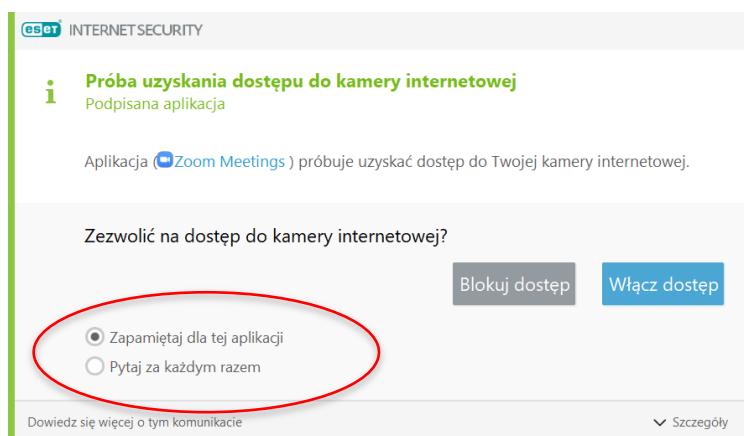 eset INTERNET SECURITY
i
Próba uzyskania dostępu do kamery internetowej
Podpisana aplikacja
Aplikacja ( Zoom Meetings ) próbuje uzyskać dostęp do Twojej kamery internetowej.
Zezwolić na dostęp do kamery internetowej?
Blokuj dostęp Włącz dostęp
Zapamiętaj dla tej aplikacji
Pytaj za każdym razem
Dowiedz się więcej o tym komunikacie Szczegóły